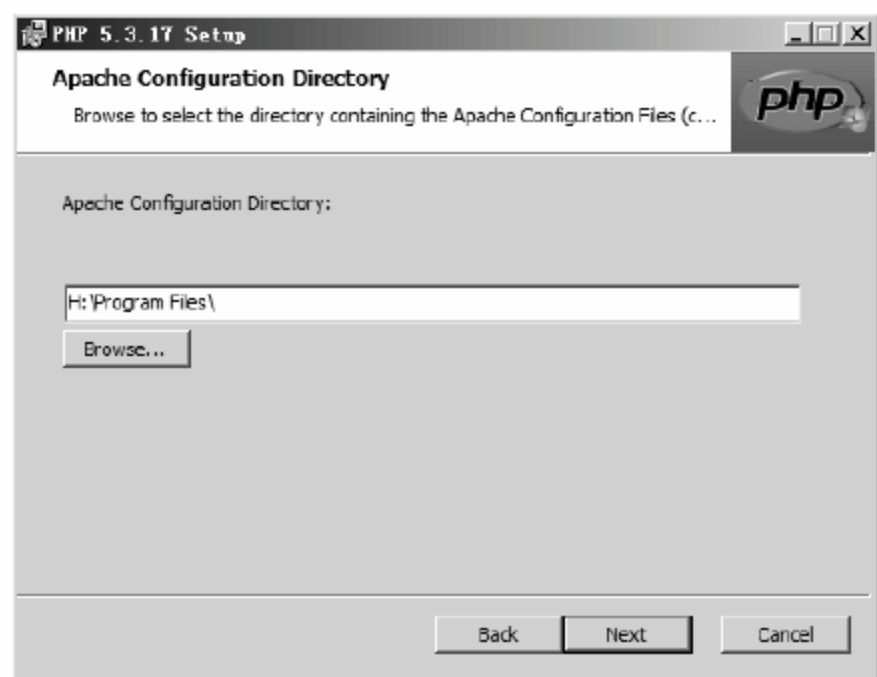 PHP 5.3.17 Setup
Apache Configuration Directory
Browse to select the directory containing the Apache Configuration Files (c...
php
Apache Configuration Directory:
H:\Program Files\
Browse...
Back Next Cancel